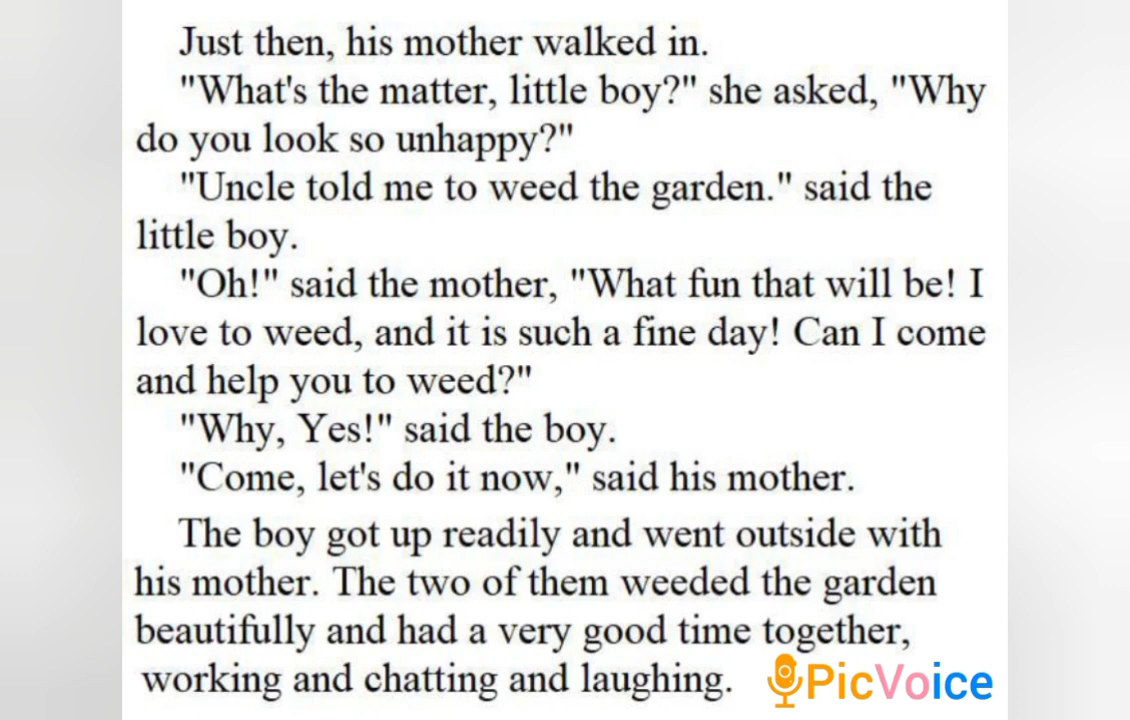 Just then, his mother walked in.
"What's the matter, little boy?" she asked, "Why
do you look so unhappy?"
"Uncle told me to weed the garden." said the
little boy.
"Oh!" said the mother, "What fun that will be! I
love to weed, and it is such a fine day! Can I come
and help you to weed?"
"Why, Yes!" said the boy.
"Come, let's do it now," said his mother.
The boy got up readily and went outside with
his mother. The two of them weeded the garden
beautifully and had a very good time together,
working and chatting and laughing.
PicVoice